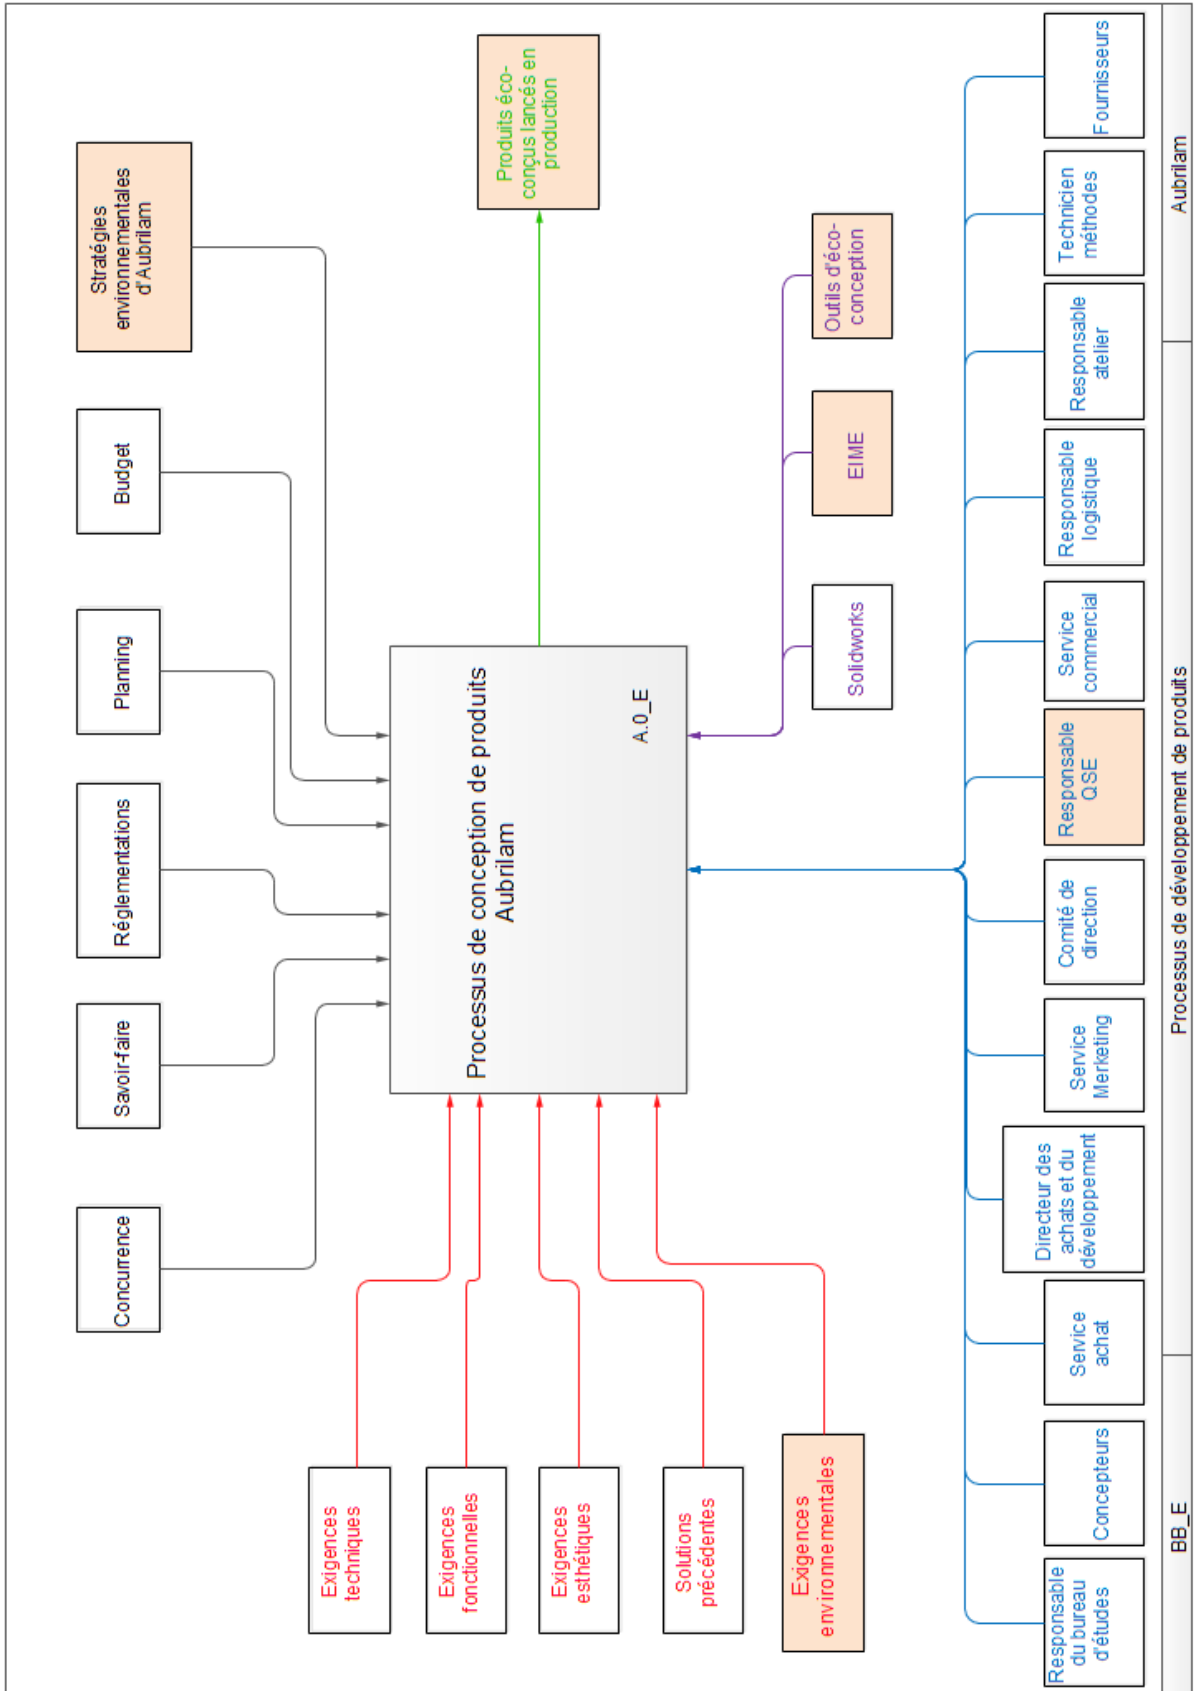 Concurrence
Savoir-faire
Réglementations
Planning
Budget
Stratégies
environnementales
d'Aubrilam
Exigences
techniques
Exigences
fonctionnelles
Exigences
esthétiques
Solutions
précédentes
Exigences
environnementales
Processus de conception de produits
Aubrilam
A.0_E
Produits éco-
conçus lancés en
production
Solidworks
EIME
Outils d'éco-
conception
Responsable
du bureau
d'études
Concepteurs
Service
achat
Directeur des
achats et du
développement
Service
Merketing
Comité de
direction
Responsable
QSE
Service
commercial
Responsable
logistique
Responsable
atelier
Technicien
méthodes
Fournisseurs
BB_E
Processus de développement de produits
Aubrilam